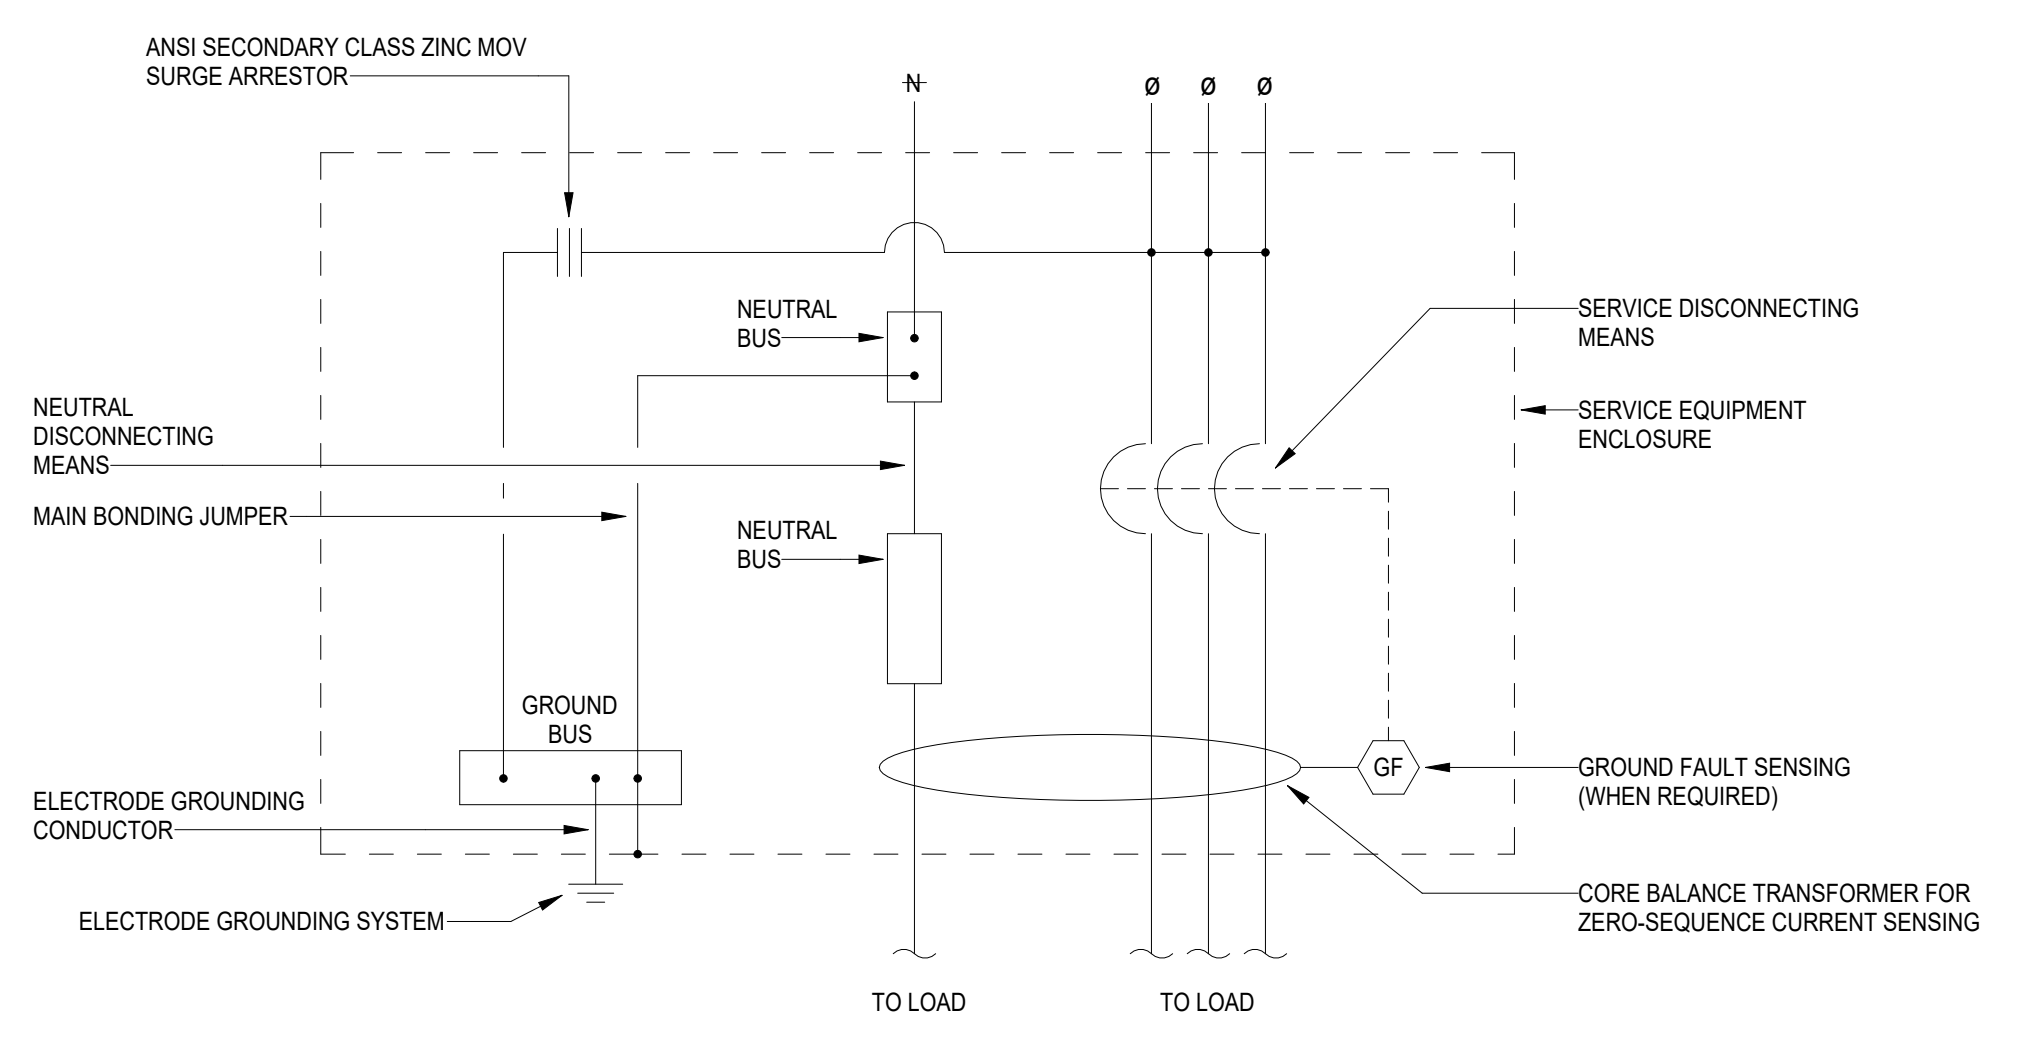 ANSI SECONDARY CLASS ZINC MOV
SURGE ARRESTOR
N
Ø Ø Ø
NEUTRAL
BUS
SERVICE DISCONNECTING
MEANS
NEUTRAL
DISCONNECTING
MEANS
SERVICE EQUIPMENT
ENCLOSURE
MAIN BONDING JUMPER
NEUTRAL
BUS
GROUND
BUS
GF
GROUND FAULT SENSING
(WHEN REQUIRED)
ELECTRODE GROUNDING
CONDUCTOR
ELECTRODE GROUNDING SYSTEM
CORE BALANCE TRANSFORMER FOR
ZERO-SEQUENCE CURRENT SENSING
TO LOAD
TO LOAD